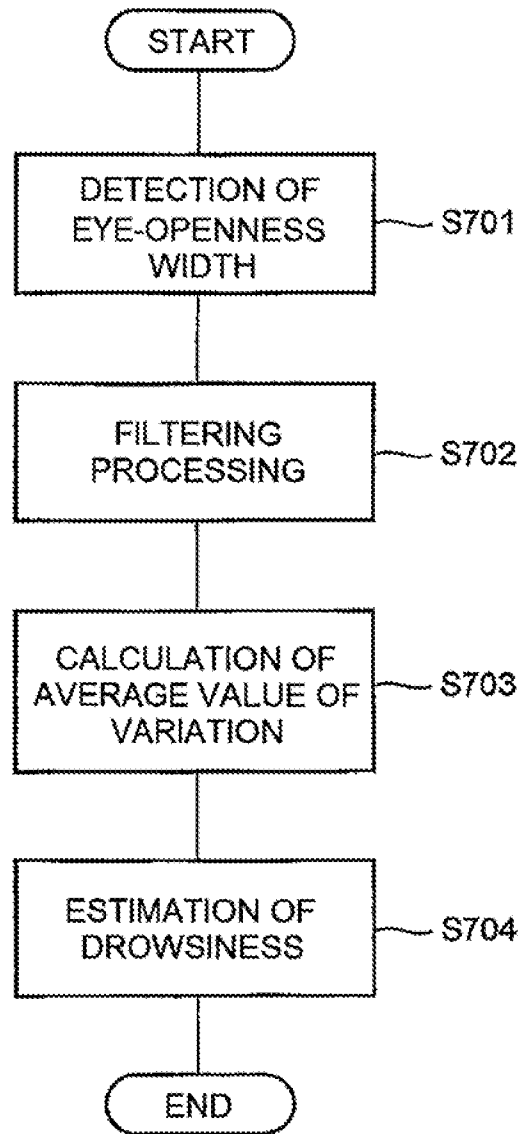 START
DETECTION OF
EYE-OPENNESS
WIDTH
S701
FILTERING
PROCESSING
S702
CALCULATION OF
AVERAGE VALUE OF
VARIATION
S703
ESTIMATION OF
DROWSINESS
S704
END